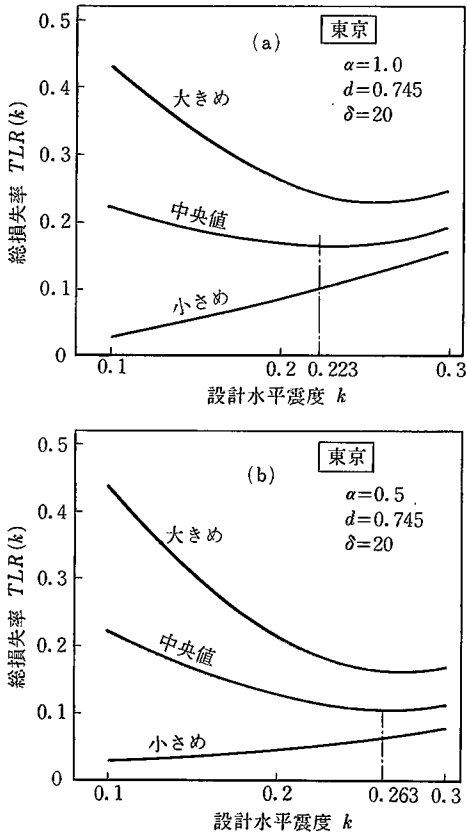 (a)
東京
α=1.0
d=0.745
δ=20
総損失率 TLR(k)
0.5
0.4
0.3
0.2
0.1
0
大きめ
中央値
小さめ
0.1
0.2
0.223
0.3
設計水平震度 k
(b)
東京
α=0.5
d=0.745
δ=20
総損失率 TLR(k)
0.5
0.4
0.3
0.2
0.1
0
大きめ
中央値
小さめ
0.1
0.2
0.263
0.3
設計水平震度 k